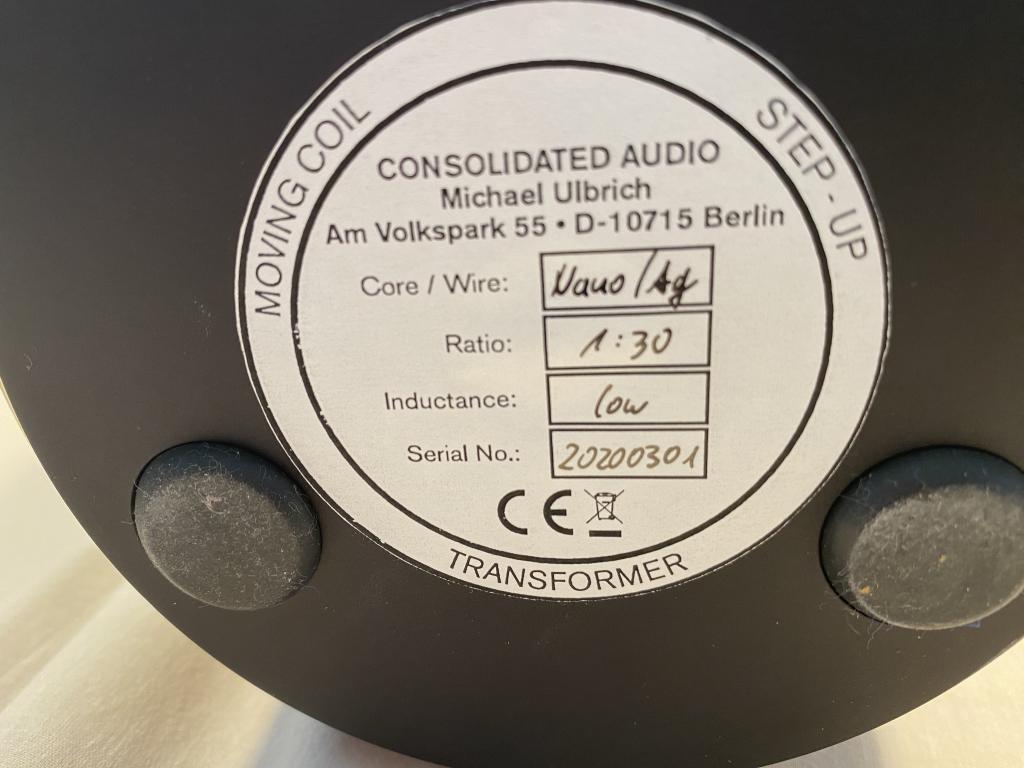 MOVING COIL
STEP - UP
CONSOLIDATED AUDIO
Michael Ulbrich
Am Volkspark 55 • D-10715 Berlin
Core / Wire: Nano/Ag
Ratio: 1:30
Inductance: low
Serial No.: 20200301
CE
TRANSFORMER